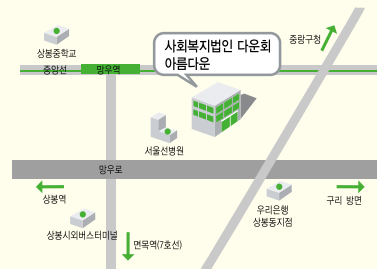 사회복지법인 다운회
아름다운
중랑구청
상봉중학교
중앙선
망우역
서울선병원
망우로
상봉역
우리은행
상봉동지점
구리 방면
상봉시외버스터미널
면목역(7호선)